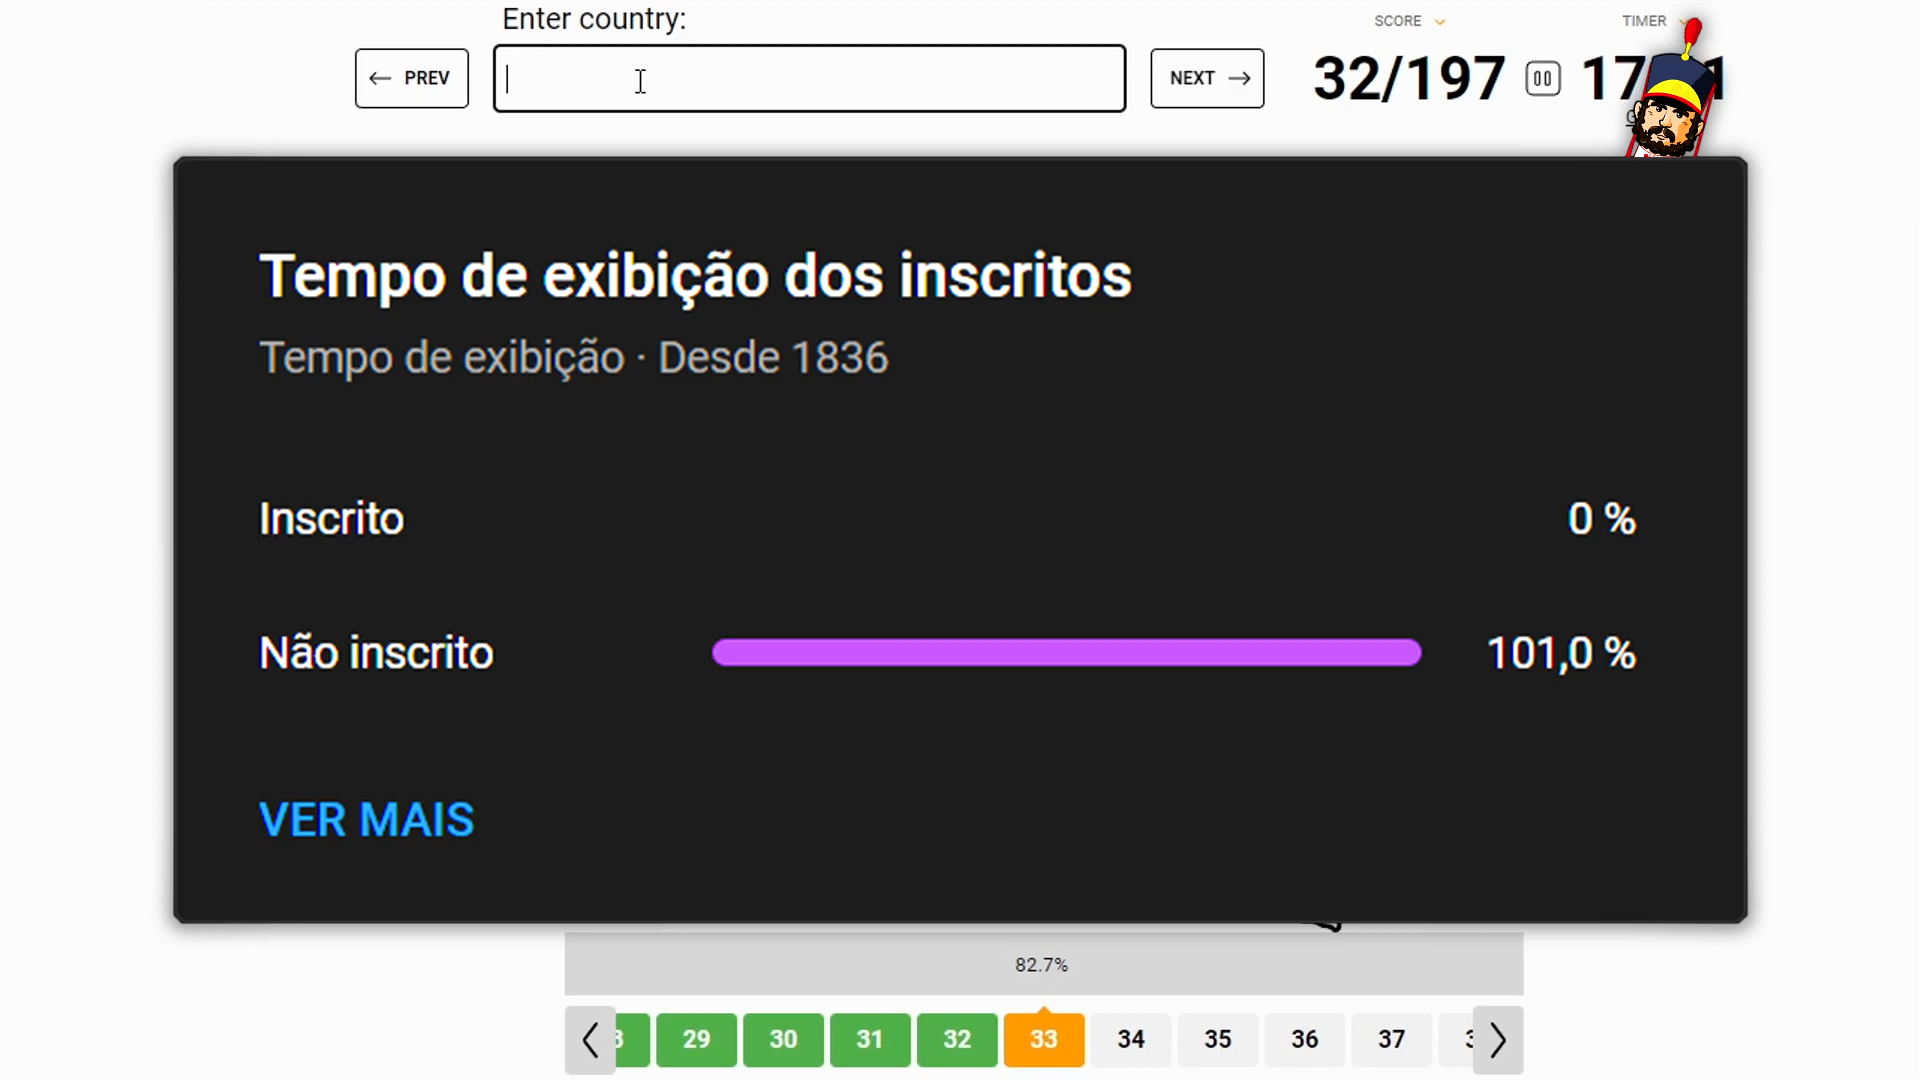 Enter country:
SCORE
TIMER
PREV
NEXT
32/197
Tempo de exibição dos inscritos
Tempo de exibição · Desde 1836
Inscrito
0 %
Não inscrito
101,0 %
VER MAIS
82.7%
29
30
31
32
33
34
35
36
37